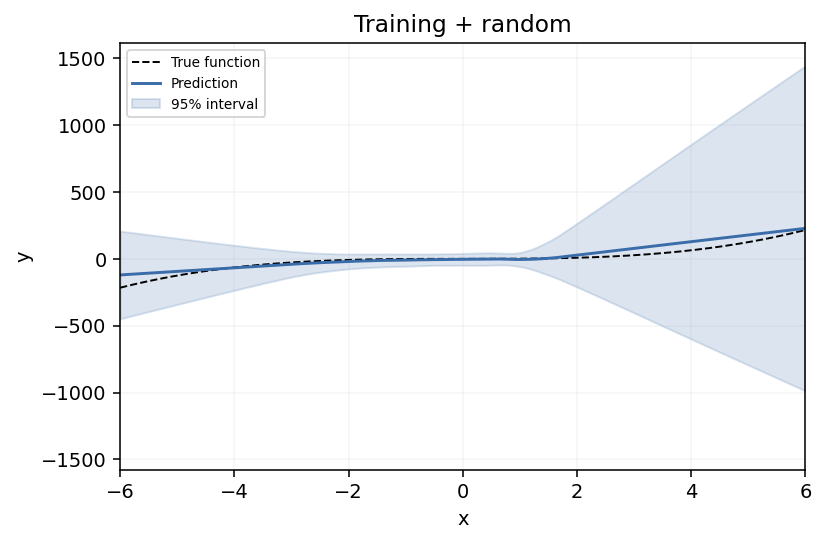 Training + random
True function
Prediction
95% interval
1500
1000
500
0
−500
−1000
−1500
y
−6
−4
−2
0
2
4
6
x